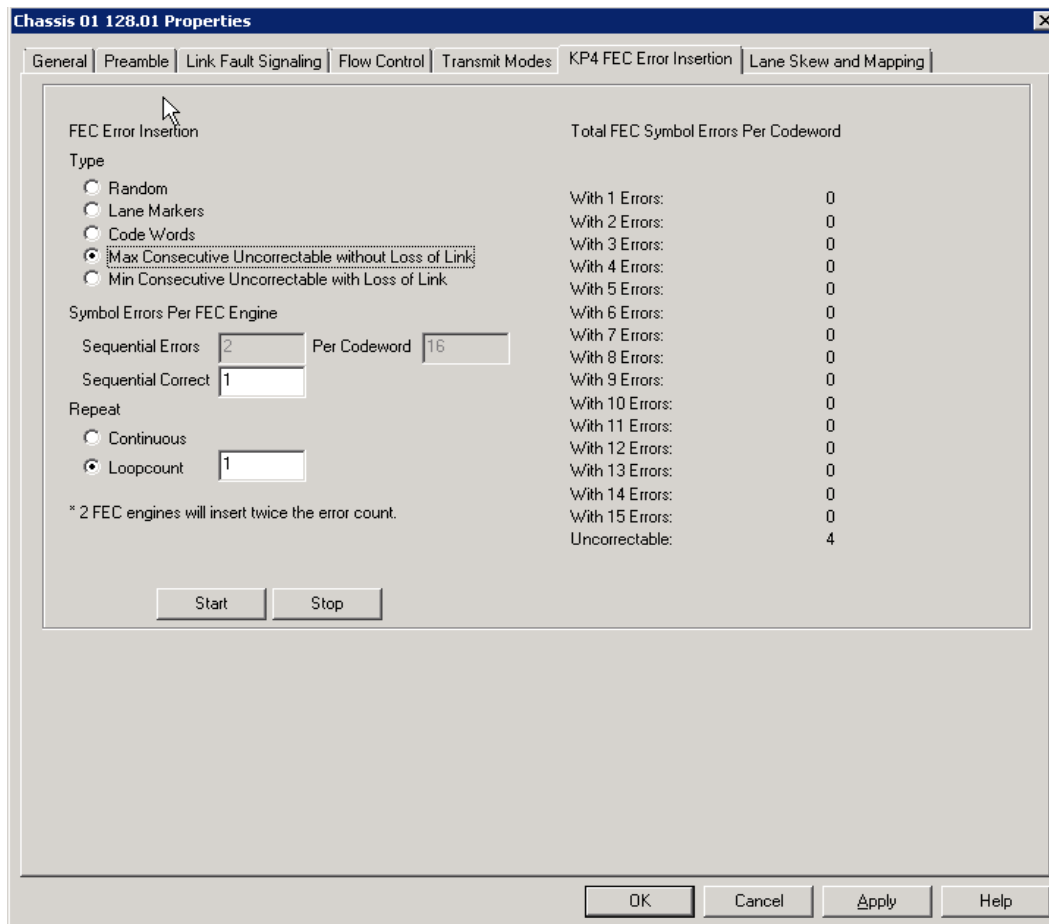 Chassis 01 128.01 Properties
General Preamble Link Fault Signaling Flow Control Transmit Modes KP4 FEC Error Insertion Lane Skew and Mapping
FEC Error Insertion
Type
Random
Lane Markers
Code Words
Max Consecutive Uncorrectable without Loss of Link
Min Consecutive Uncorrectable with Loss of Link
Symbol Errors Per FEC Engine
Sequential Errors 2 Per Codeword 16
Sequential Correct 1
Repeat
Continuous
Loopcount 1
* 2 FEC engines will insert twice the error count.
Start Stop
Total FEC Symbol Errors Per Codeword
With 1 Errors: 0
With 2 Errors: 0
With 3 Errors: 0
With 4 Errors: 0
With 5 Errors: 0
With 6 Errors: 0
With 7 Errors: 0
With 8 Errors: 0
With 9 Errors: 0
With 10 Errors: 0
With 11 Errors: 0
With 12 Errors: 0
With 13 Errors: 0
With 14 Errors: 0
With 15 Errors: 0
Uncorrectable: 4
OK Cancel Apply Help